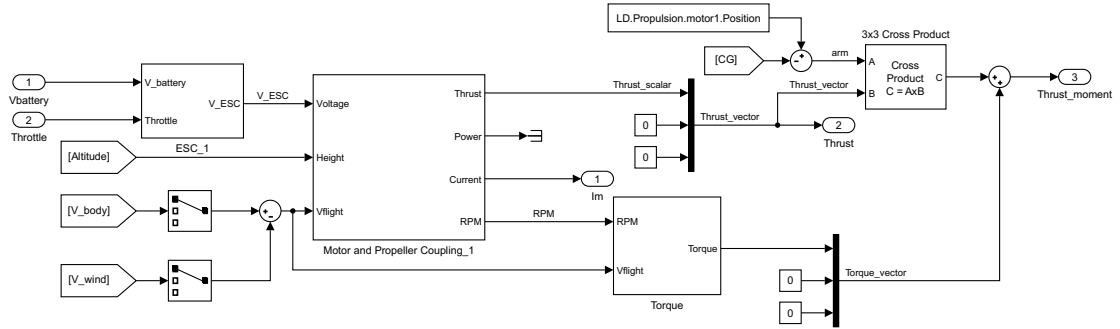 LD.Propulsion.motor1.Position
3x3 Cross Product
[CG]
+
-
arm
A
B
Cross
Product
C = AxB
C
+
+
3
Thrust_moment
1
Vbattery
2
Throttle
V_battery
Throttle
V_ESC
V_ESC
ESC_1
[Altitude]
[V_body]
[V_wind]
+
-
Voltage
Height
Vflight
Thrust
Power
Current
RPM
Motor and Propeller Coupling_1
Thrust_scalar
0
0
Thrust_vector
Thrust_vector
2
Thrust
1
Im
RPM
RPM
Vflight
Torque
Torque
0
0
Torque_vector